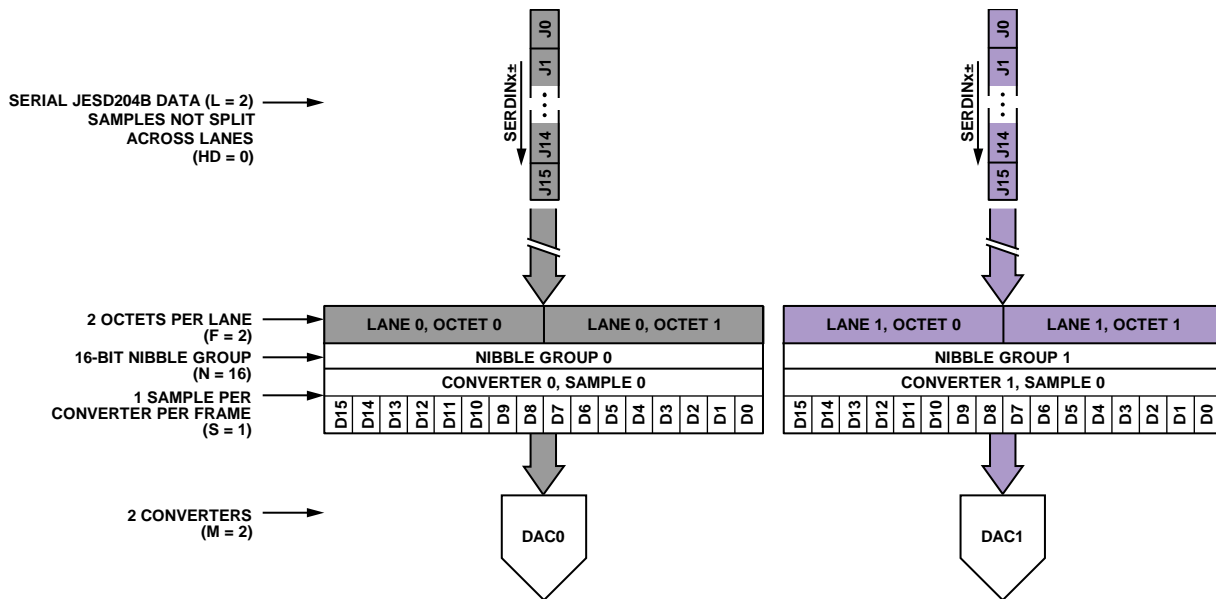 SERIAL JESD204B DATA (L = 2)
SAMPLES NOT SPLIT
ACROSS LANES
(HD = 0)
SERDINx±
J0
J1
J14
J15
SERDINx±
J0
J1
J14
J15
2 OCTETS PER LANE
(F = 2)
LANE 0, OCTET 0
LANE 0, OCTET 1
LANE 1, OCTET 0
LANE 1, OCTET 1
16-BIT NIBBLE GROUP
(N = 16)
NIBBLE GROUP 0
NIBBLE GROUP 1
1 SAMPLE PER
CONVERTER PER FRAME
(S = 1)
CONVERTER 0, SAMPLE 0
CONVERTER 1, SAMPLE 0
D15 D14 D13 D12 D11 D10 D9 D8 D7 D6 D5 D4 D3 D2 D1 D0
D15 D14 D13 D12 D11 D10 D9 D8 D7 D6 D5 D4 D3 D2 D1 D0
2 CONVERTERS
(M = 2)
DAC0
DAC1